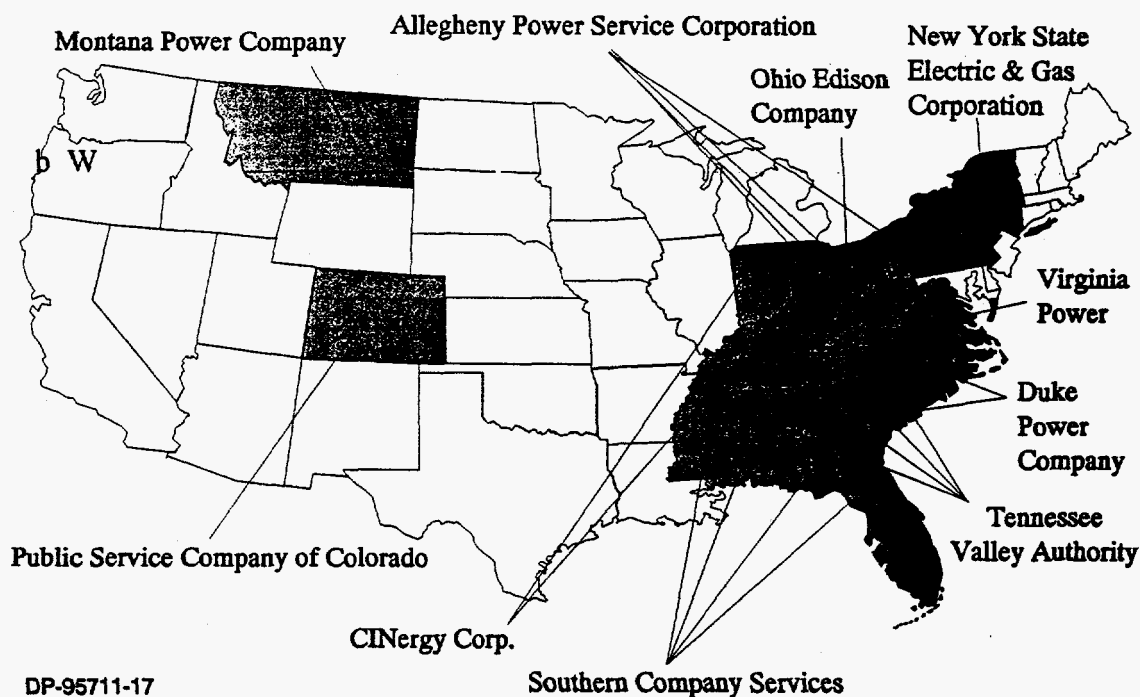 Montana Power Company
Allegheny Power Service Corporation
Ohio Edison
Company
New York State
Electric & Gas
Corporation
b W
Virginia
Power
Duke
Power
Company
Tennessee
Valley Authority
Public Service Company of Colorado
CINergy Corp.
Southern Company Services
DP-95711-17